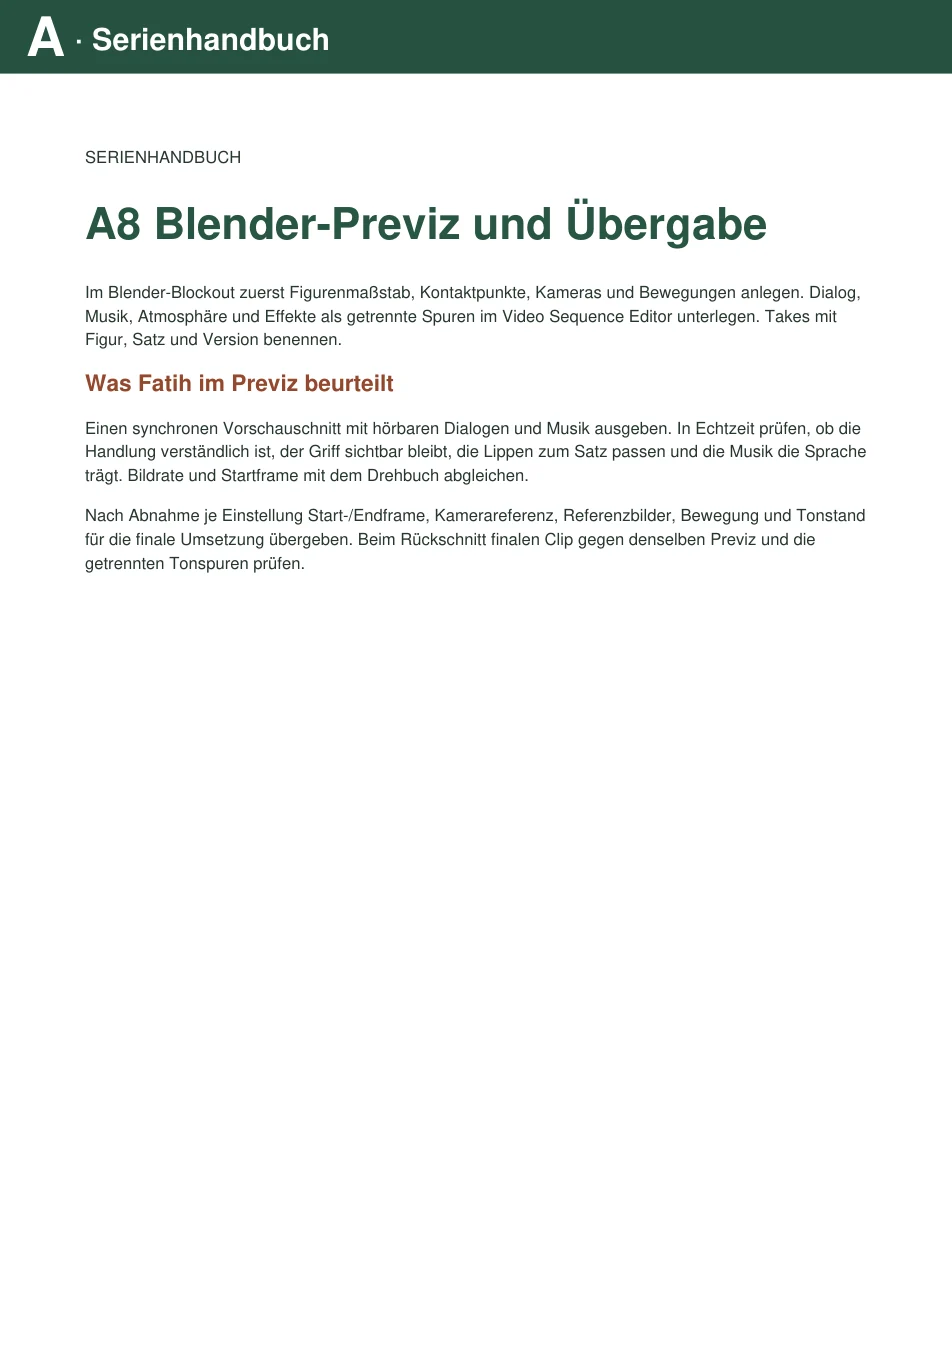 A · Serienhandbuch
SERIENHANDBUCH
A8 Blender-Previz und Übergabe
Im Blender-Blockout zuerst Figurenmaßstab, Kontaktpunkte, Kameras und Bewegungen anlegen. Dialog,
Musik, Atmosphäre und Effekte als getrennte Spuren im Video Sequence Editor unterlegen. Takes mit
Figur, Satz und Version benennen.
Was Fatih im Previz beurteilt
Einen synchronen Vorschauschnitt mit hörbaren Dialogen und Musik ausgeben. In Echtzeit prüfen, ob die
Handlung verständlich ist, der Griff sichtbar bleibt, die Lippen zum Satz passen und die Musik die Sprache
trägt. Bildrate und Startframe mit dem Drehbuch abgleichen.
Nach Abnahme je Einstellung Start-/Endframe, Kamerareferenz, Referenzbilder, Bewegung und Tonstand
für die finale Umsetzung übergeben. Beim Rückschnitt finalen Clip gegen denselben Previz und die
getrennten Tonspuren prüfen.